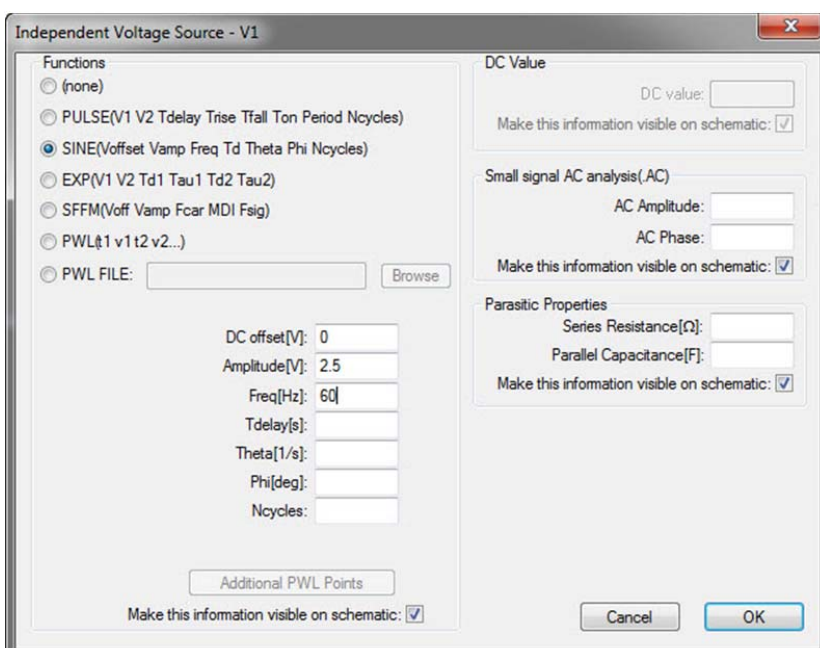 Independent Voltage Source - V1
Functions
(none)
PULSE(V1 V2 Tdelay Trise Tfall Ton Period Ncycles)
SINE(Voffset Vamp Freq Td Theta Phi Ncycles)
EXP(V1 V2 Td1 Tau1 Td2 Tau2)
SFFM(Voff Vamp Fcar MDI Fsig)
PWL(t1 v1 t2 v2...)
PWL FILE:
Browse
DC offset[V]: 0
Amplitude[V]: 2.5
Freq[Hz]: 60
Tdelay[s]:
Theta[1/s]:
Phi[deg]:
Ncycles:
Additional PWL Points
Make this information visible on schematic:
DC Value
DC value:
Make this information visible on schematic:
Small signal AC analysis(.AC)
AC Amplitude:
AC Phase:
Make this information visible on schematic:
Parasitic Properties
Series Resistance[Ω]:
Parallel Capacitance[F]:
Make this information visible on schematic:
Cancel
OK